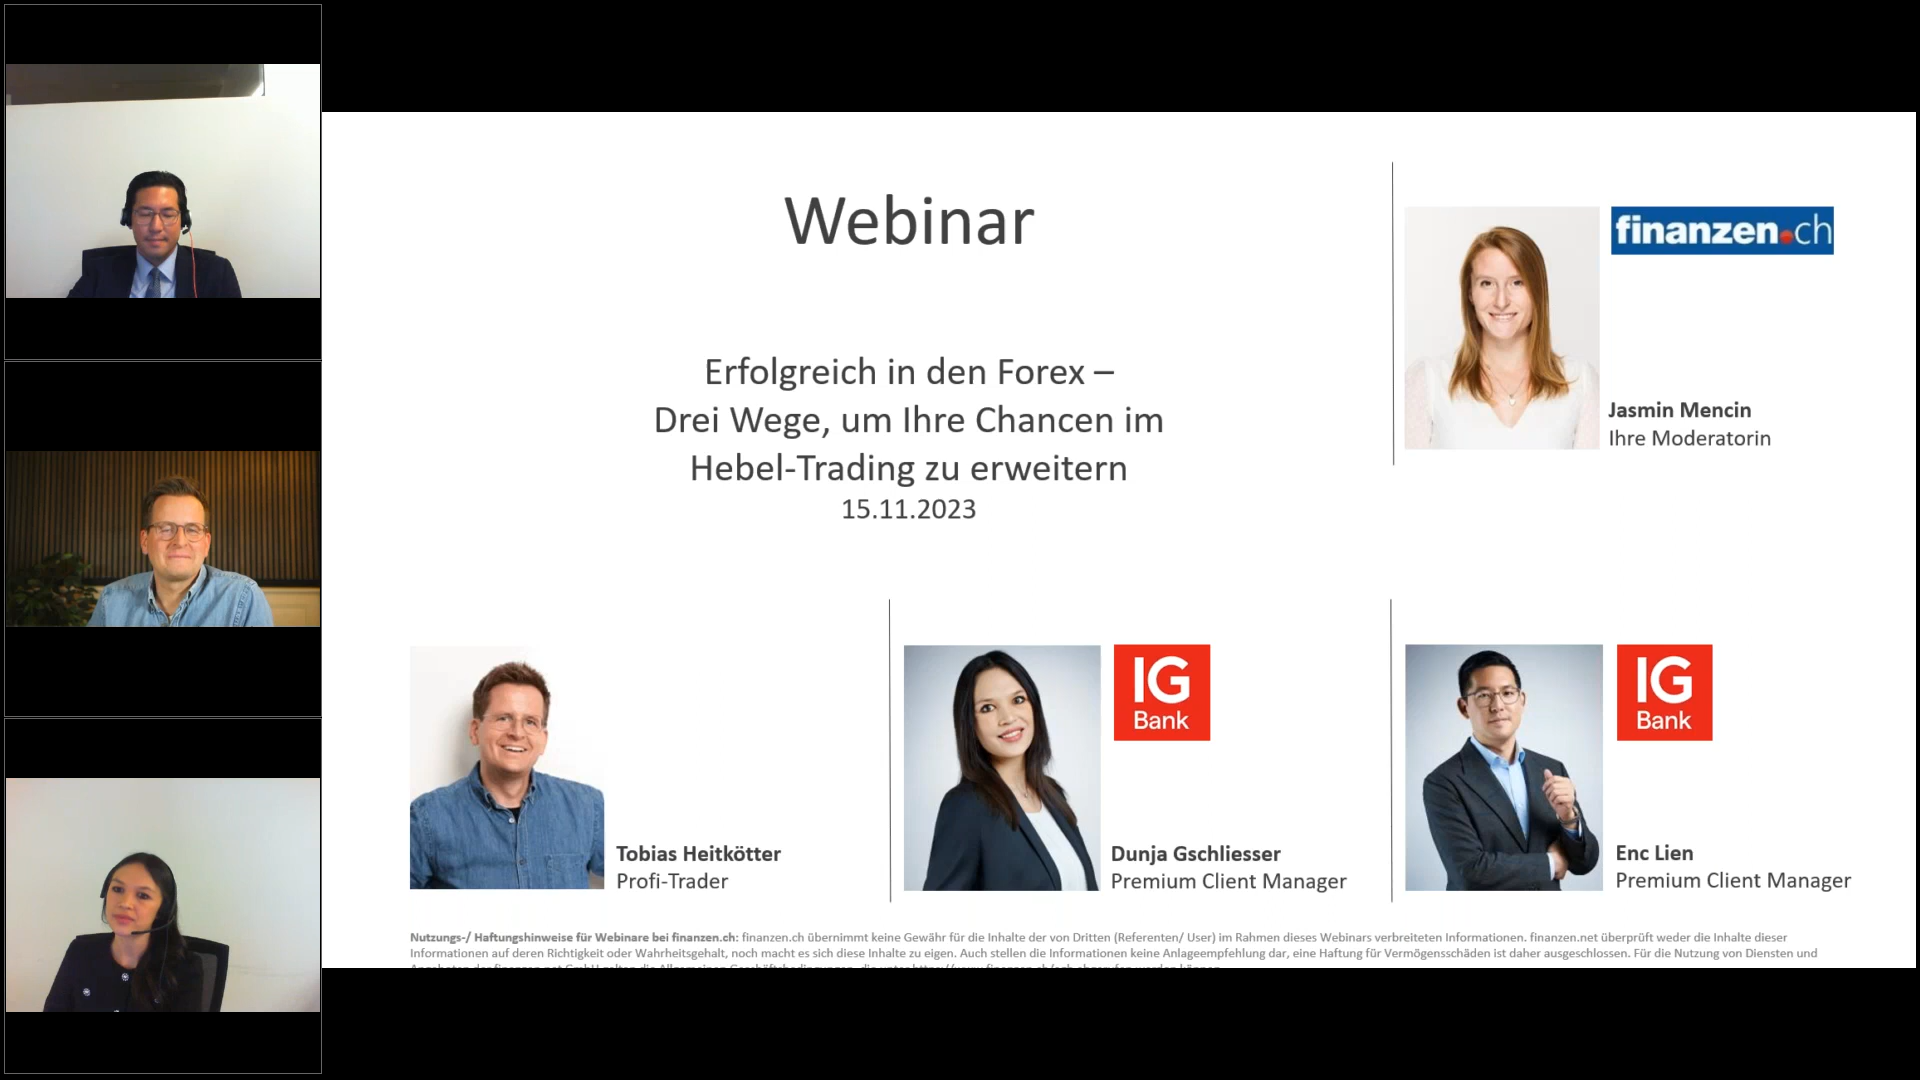 Webinar
Erfolgreich in den Forex –
Drei Wege, um Ihre Chancen im
Hebel-Trading zu erweitern
15.11.2023
finanzen.ch
Jasmin Mencin
Ihre Moderatorin
Tobias Heitkötter
Profi-Trader
IG
Bank
Dunja Gschliesser
Premium Client Manager
IG
Bank
Enc Lien
Premium Client Manager
Nutzungs-/ Haftungshinweise für Webinare bei finanzen.ch: finanzen.ch übernimmt keine Gewähr für die Inhalte der von Dritten (Referenten/ User) im Rahmen dieses Webinars verbreiteten Informationen. finanzen.net überprüft weder die Inhalte dieser
Informationen auf deren Richtigkeit oder Wahrheitsgehalt, noch macht es sich diese Inhalte zu eigen. Auch stellen die Informationen keine Anlageempfehlung dar, eine Haftung für Vermögensschäden ist daher ausgeschlossen. Für die Nutzung von Diensten und